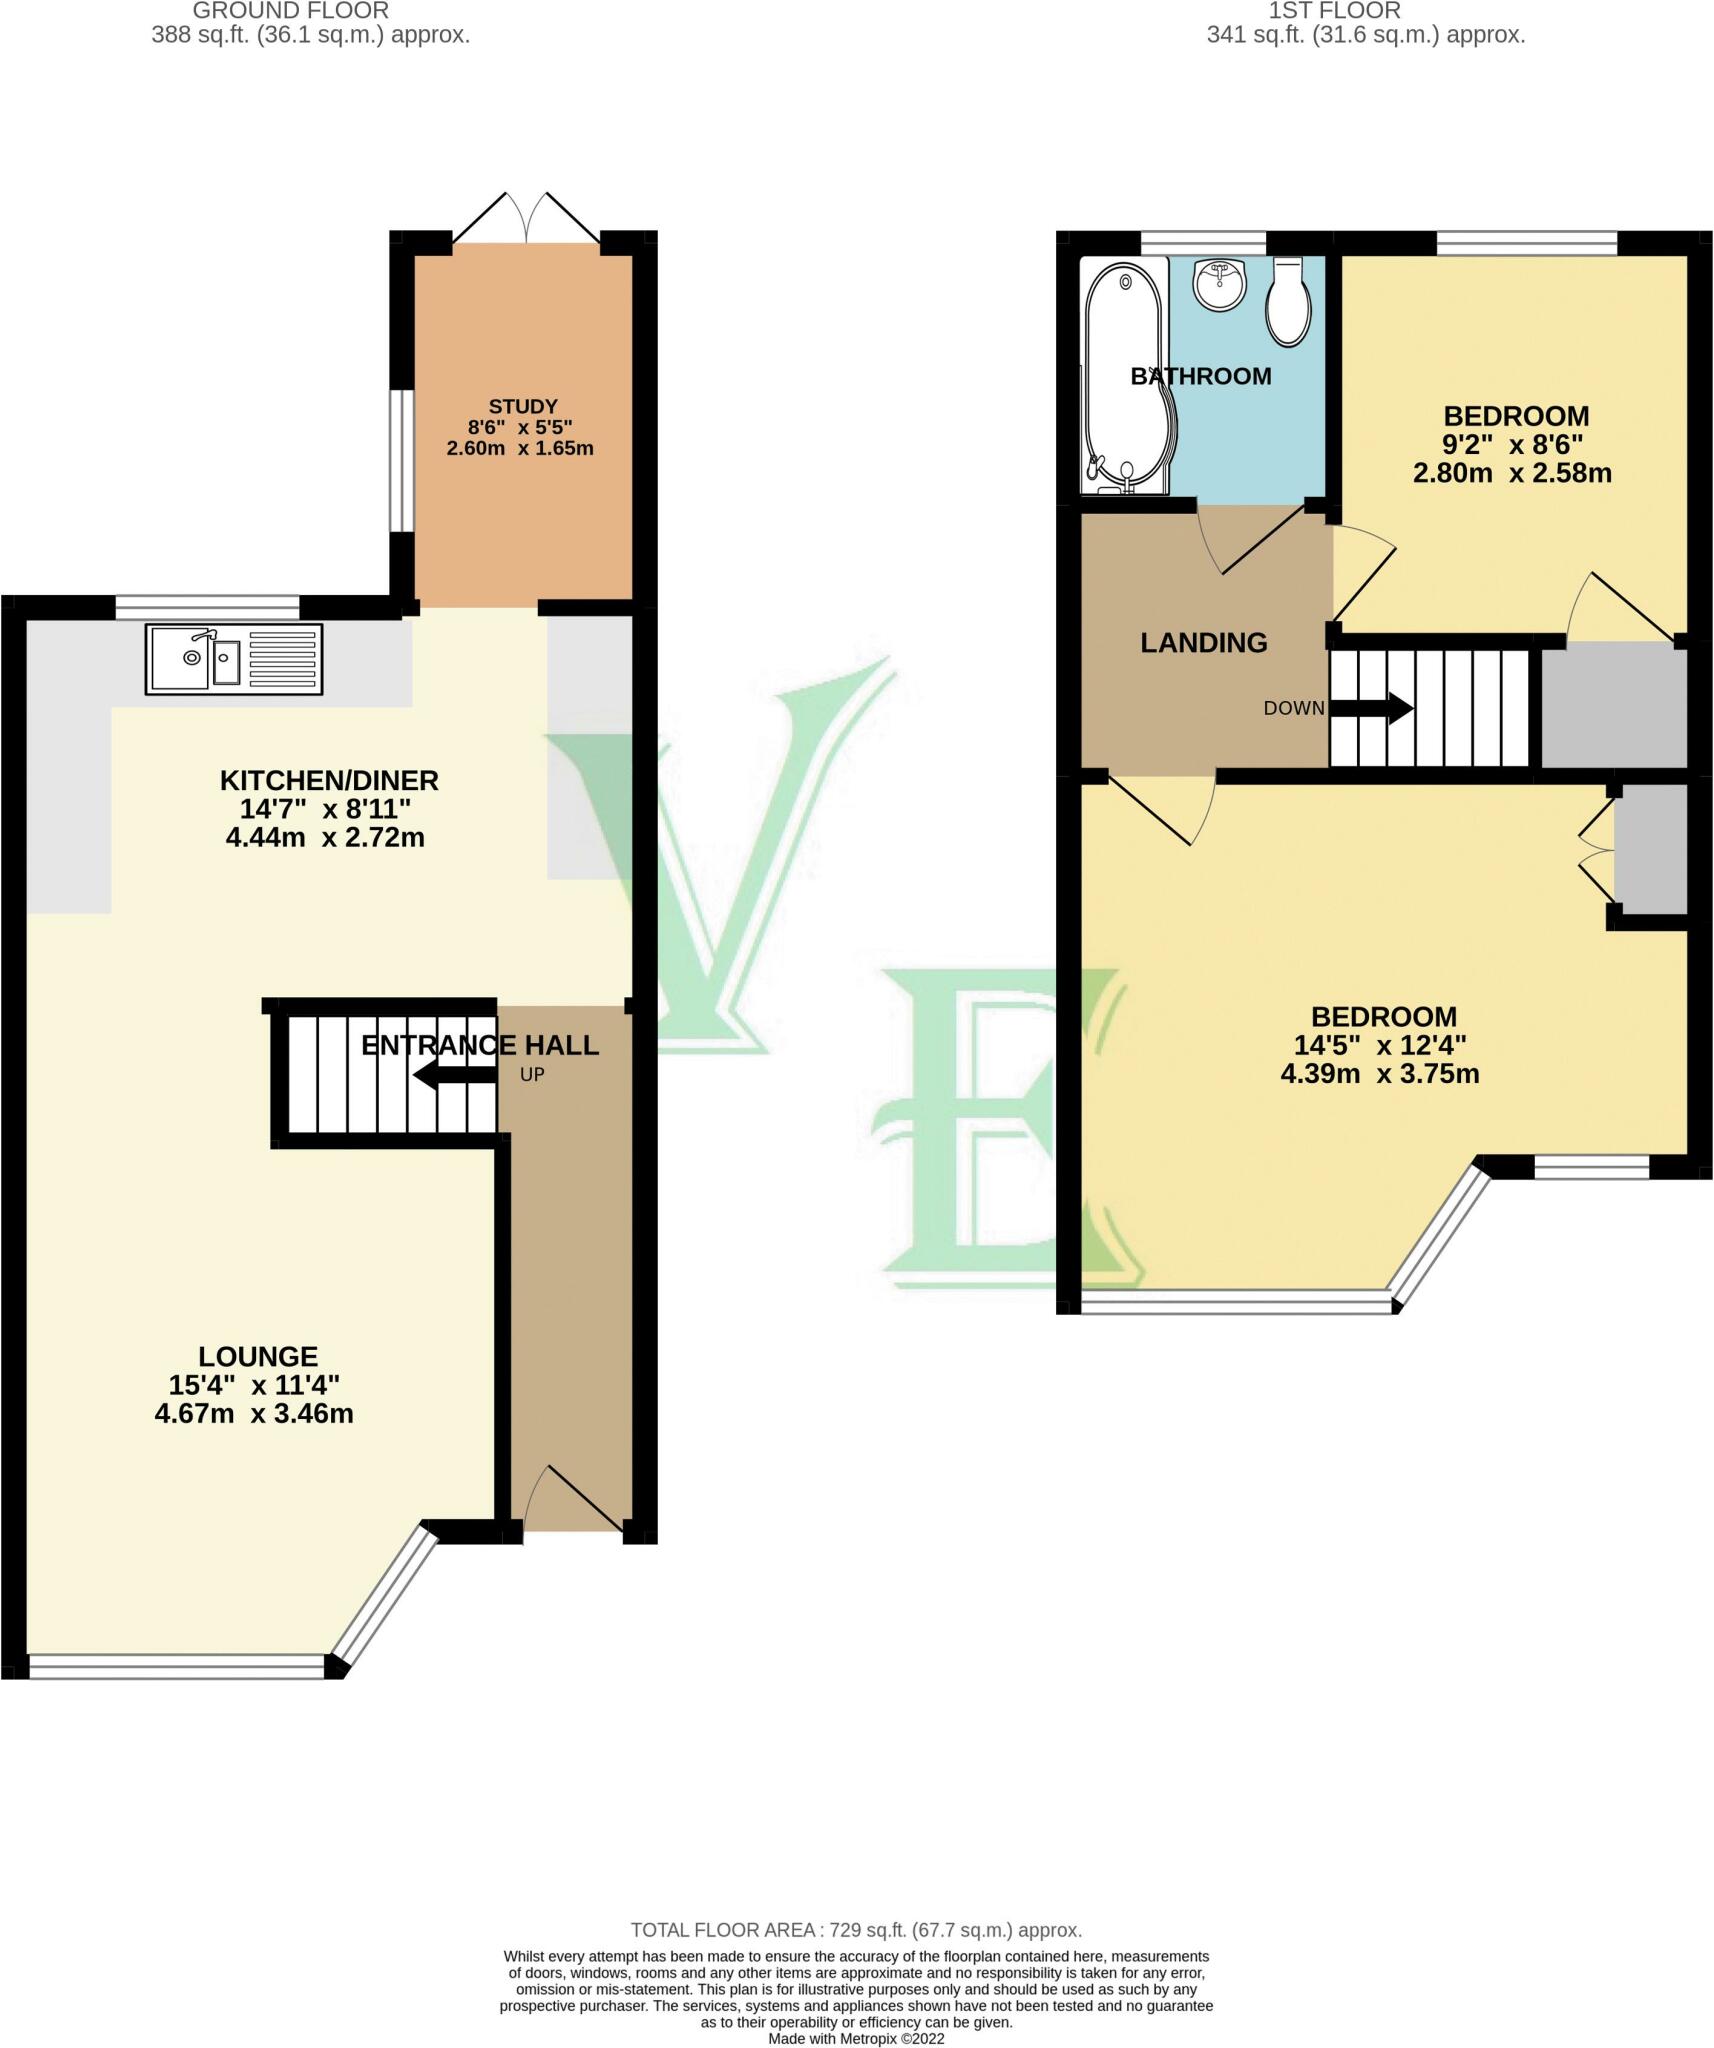 GROUND FLOOR
388 sq.ft. (36.1 sq.m.) approx.
1ST FLOOR
341 sq.ft. (31.6 sq.m.) approx.
STUDY
8'6" x 5'5"
2.60m x 1.65m
KITCHEN/DINER
14'7" x 8'11"
4.44m x 2.72m
ENTRANCE HALL
UP
LOUNGE
15'4" x 11'4"
4.67m x 3.46m
BATHROOM
BEDROOM
9'2" x 8'6"
2.80m x 2.58m
LANDING
DOWN
BEDROOM
14'5" x 12'4"
4.39m x 3.75m
V
E
TOTAL FLOOR AREA : 729 sq.ft. (67.7 sq.m.) approx.
Whilst every attempt has been made to ensure the accuracy of the floorplan contained here, measurements
of doors, windows, rooms and any other items are approximate and no responsibility is taken for any error,
omission or mis-statement. This plan is for illustrative purposes only and should be used as such by any
prospective purchaser. The services, systems and appliances shown have not been tested and no guarantee
as to their operability or efficiency can be given.
Made with Metropix ©2022